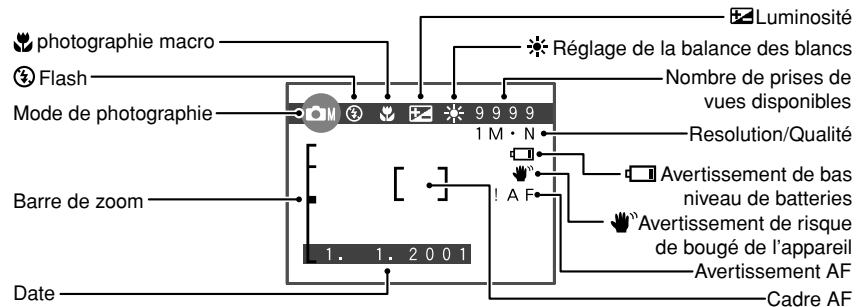 Luminosité
photographie macro
Réglage de la balance des blancs
Flash
Nombre de prises de
vues disponibles
Mode de photographie
M
9999
1M · N
Resolution/Qualité
Avertissement de bas
niveau de batteries
Barre de zoom
!AF
Avertissement de risque
de bougé de l'appareil
1. 1.2001
Avertissement AF
Date
Cadre AF